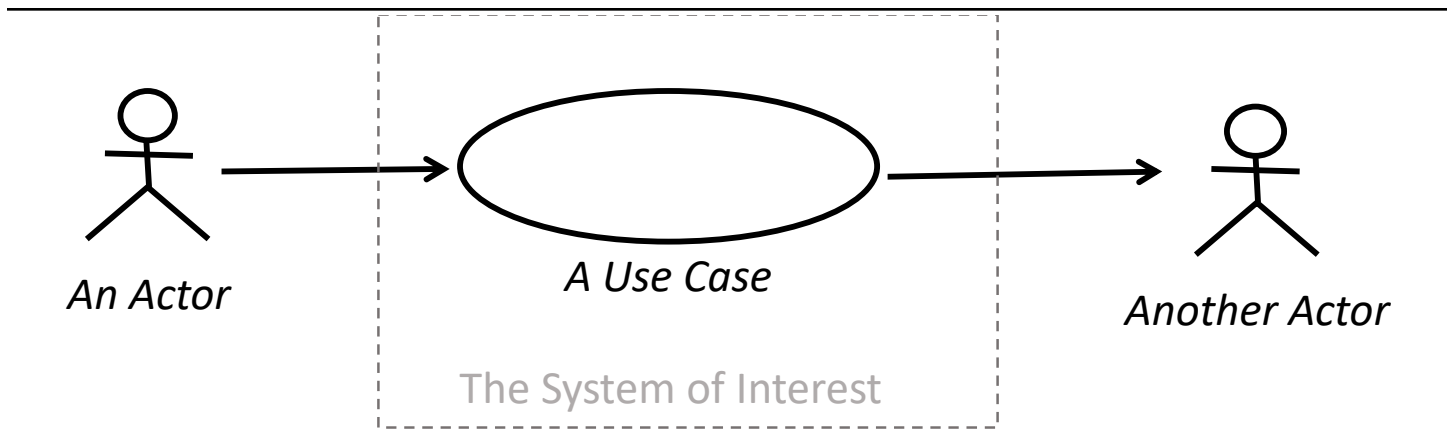 An Actor
A Use Case
Another Actor
The System of Interest